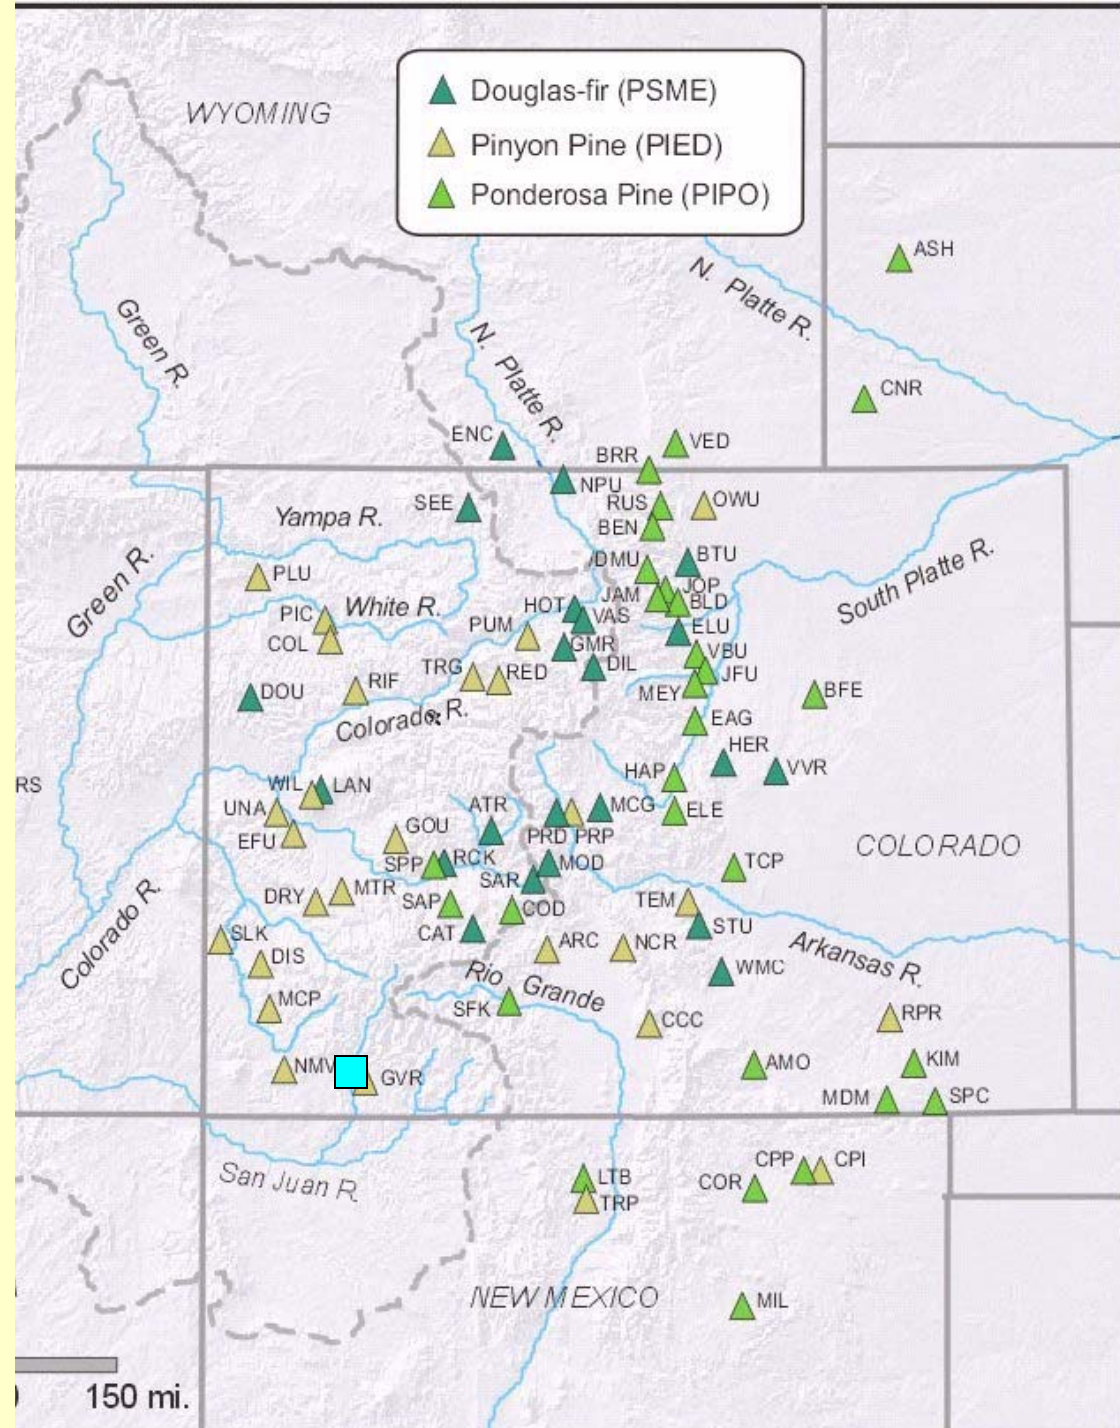 WYOMING
Douglas-fir (PSME)
Pinyon Pine (PIED)
Ponderosa Pine (PIPO)
ASH
N. Platte R.
Green R.
N. Platte R.
CNR
ENC
VED
BRR
NPU
SEE
RUS
OWU
Yampa R.
BEN
BTU
Green R.
PLU
DMU
South Platte R.
JOP
JAM
BLD
PIC
White R.
HOT
VAS
COL
PUM
ELU
GMR
VBU
TRG
RED
DIL
JFU
DOU
RIF
MEY
BFE
Colorado R.
EAG
HER
VVR
RS
WIL
LAN
HAP
UNA
ATR
MCG
ELE
EFU
GOU
PRD
PRP
COLORADO
SPP
RCK
MOD
TCP
SAR
DRY
MTR
SAP
COD
TEM
Colorado R.
STU
SLK
CAT
ARC
NCR
Arkansas R.
DIS
Rio Grande
WMC
MCP
SFK
CCC
RPR
NMV
GVR
AMO
KIM
MDM
SPC
CPP
CPI
San Juan R.
LTB
COR
TRP
NEW MEXICO
MIL
150 mi.